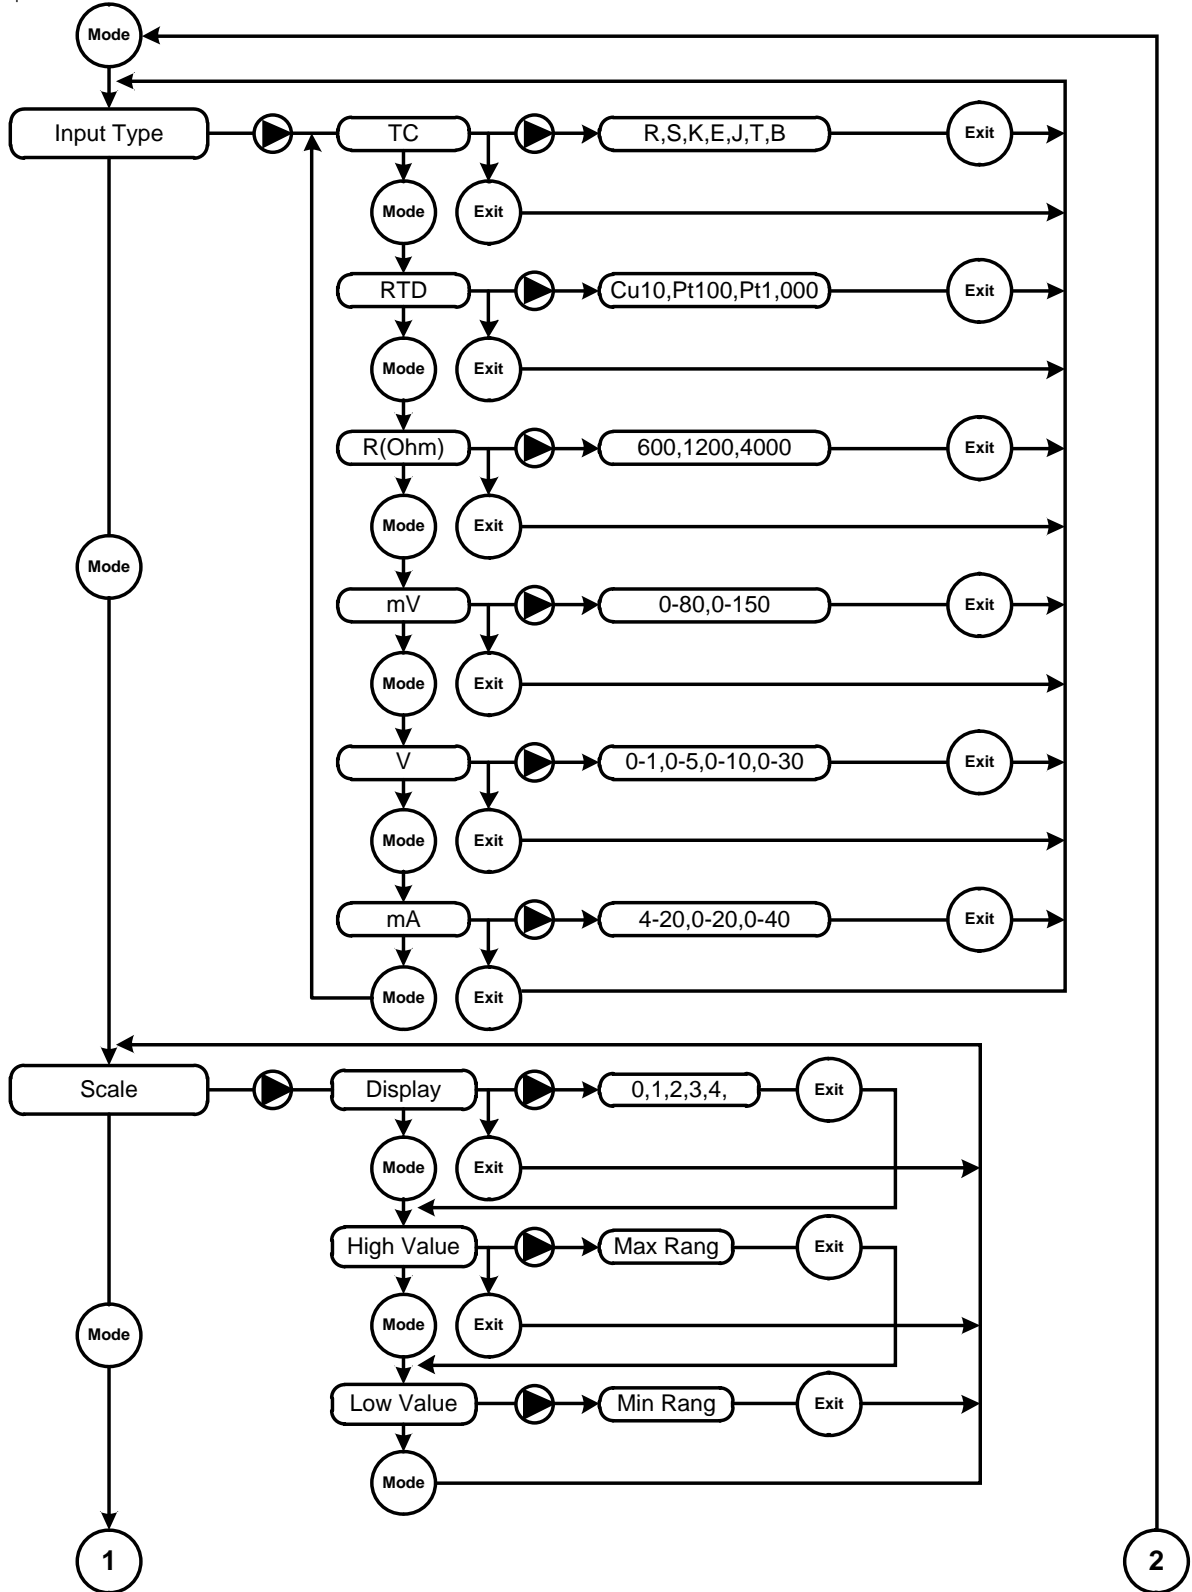 Mode
Input Type
TC
R,S,K,E,J,T,B
Exit
Mode
Exit
RTD
Cu10,Pt100,Pt1,000
Exit
Mode
Exit
R(Ohm)
600,1200,4000
Exit
Mode
Exit
Mode
mV
0-80,0-150
Exit
Mode
Exit
V
0-1,0-5,0-10,0-30
Exit
Mode
Exit
mA
4-20,0-20,0-40
Exit
Mode
Exit
Scale
Display
0,1,2,3,4,
Exit
Mode
Exit
High Value
Max Rang
Exit
Mode
Mode
Exit
Low Value
Min Rang
Exit
Mode
1
2